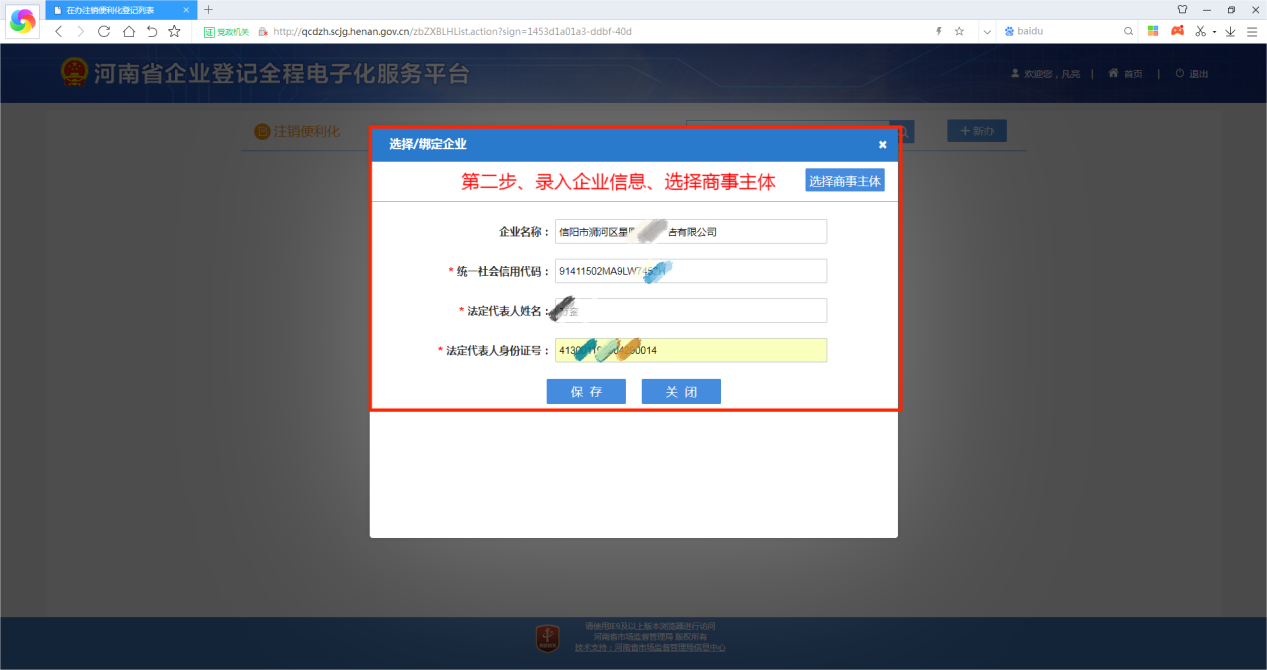 在办注销便利化登记列表
证 党政机关 http://qcdzh.scjg.henan.gov.cn/zbZXBLHList.action?sign=1453d1a01a3-ddbf-40d baidu
河南省企业登记全程电子化服务平台
欢迎您，凡亮 | 首页 | 退出
注销便利化
+ 新办
选择/绑定企业
第二步、录入企业信息、选择商事主体
选择商事主体
企业名称： 信阳市浉河区星 有限公司
* 统一社会信用代码： 91411502MA9LW
* 法定代表人姓名：
* 法定代表人身份证号： 413 0014
保 存
关 闭
请使用IE9及以上版本浏览器进行访问
河南省市场监督管理局 版权所有
技术支持：河南省市场监督管理局信息中心